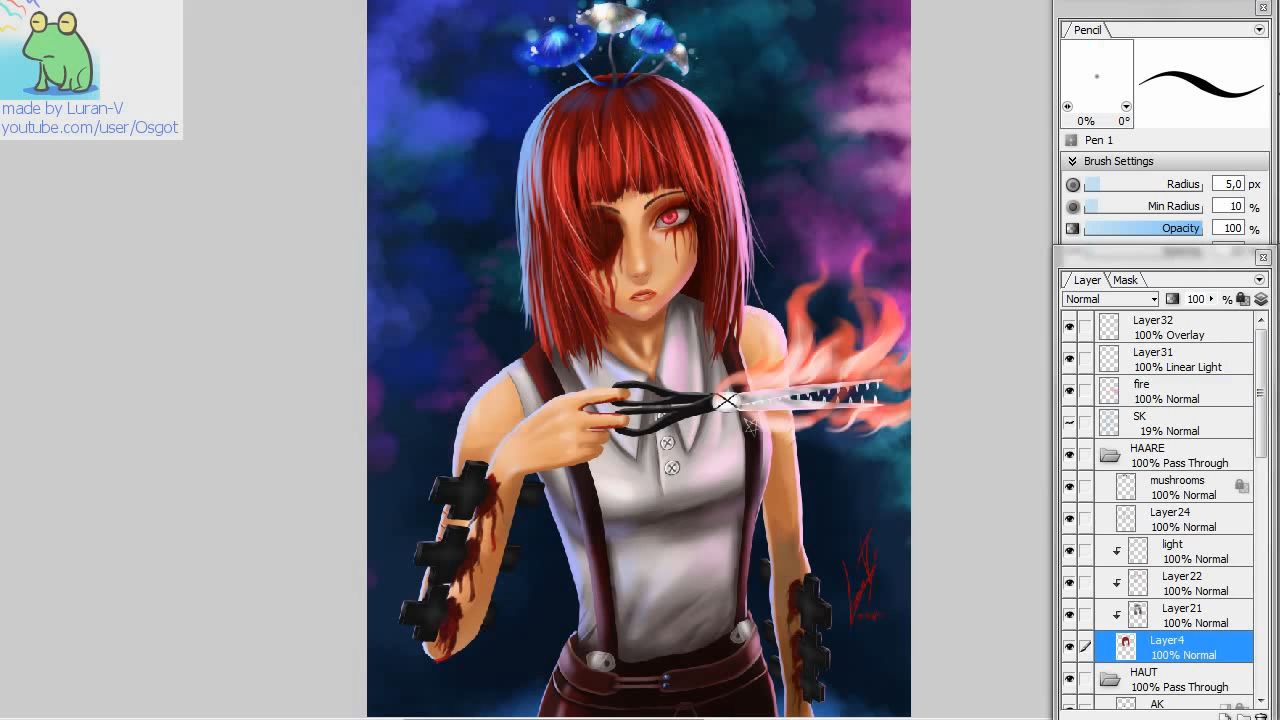 made by Luran-V
youtube.com/user/Osgot
Pencil
0% 0°
Pen 1
Brush Settings
Radius 5,0 px
Min Radius 10 %
Opacity 100 %
Layer Mask
Normal 100 %
Layer32
100% Overlay
Layer31
100% Linear Light
fire
100% Normal
SK
19% Normal
HAARE
100% Pass Through
mushrooms
100% Normal
Layer24
100% Normal
light
100% Normal
Layer22
100% Normal
Layer21
100% Normal
Layer4
100% Normal
HAUT
100% Pass Through
AK